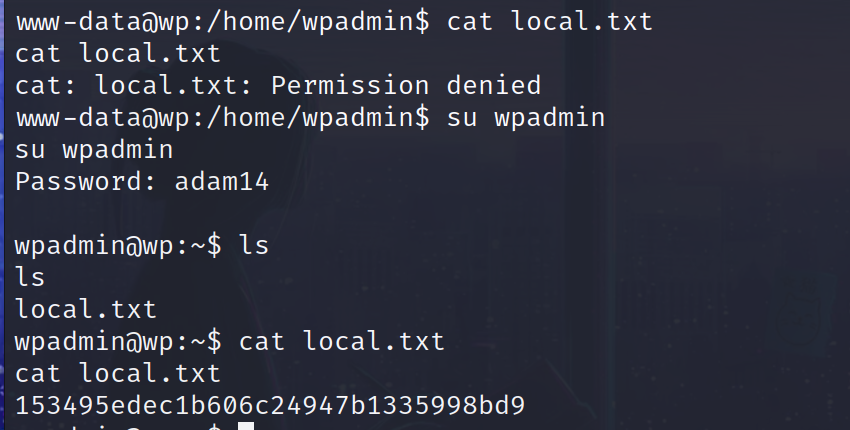 www-data@wp:/home/wpadmin$ cat local.txt
cat local.txt
cat: local.txt: Permission denied
www-data@wp:/home/wpadmin$ su wpadmin
su wpadmin
Password: adam14
wpadmin@wp:~$ ls
ls
local.txt
wpadmin@wp:~$ cat local.txt
cat local.txt
153495edec1b606c24947b1335998bd9